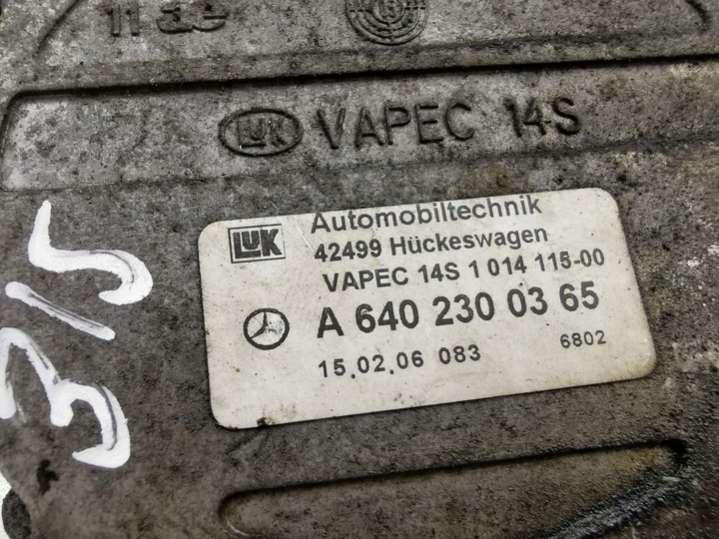 LUK VAPEC 14S
LUK Automobiltechnik
42499 Hückeswagen
VAPEC 14S 1 014 115-00
A 640 230 03 65
15.02.06 083 6802
315